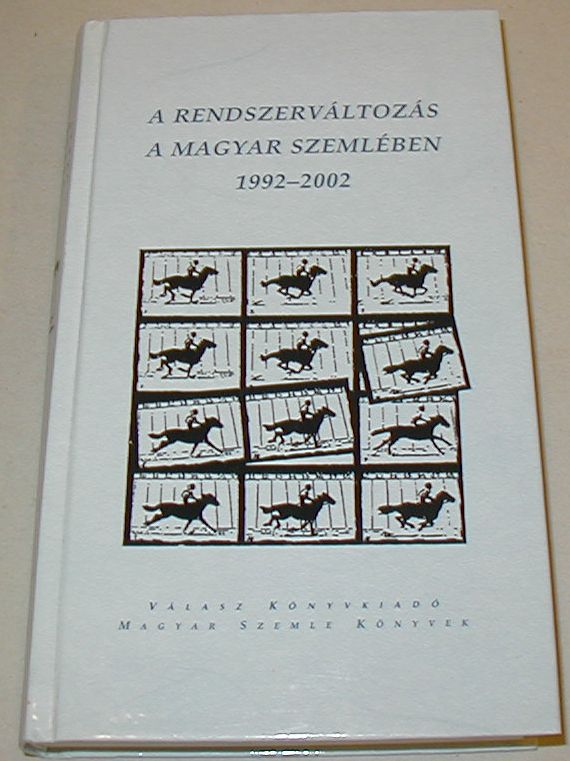 A RENDSZERVÁLTOZÁS
A MAGYAR SZEMLÉBEN
1992–2002
VÁLASZ KÖNYVKIADÓ
MAGYAR SZEMLE KÖNYVEK